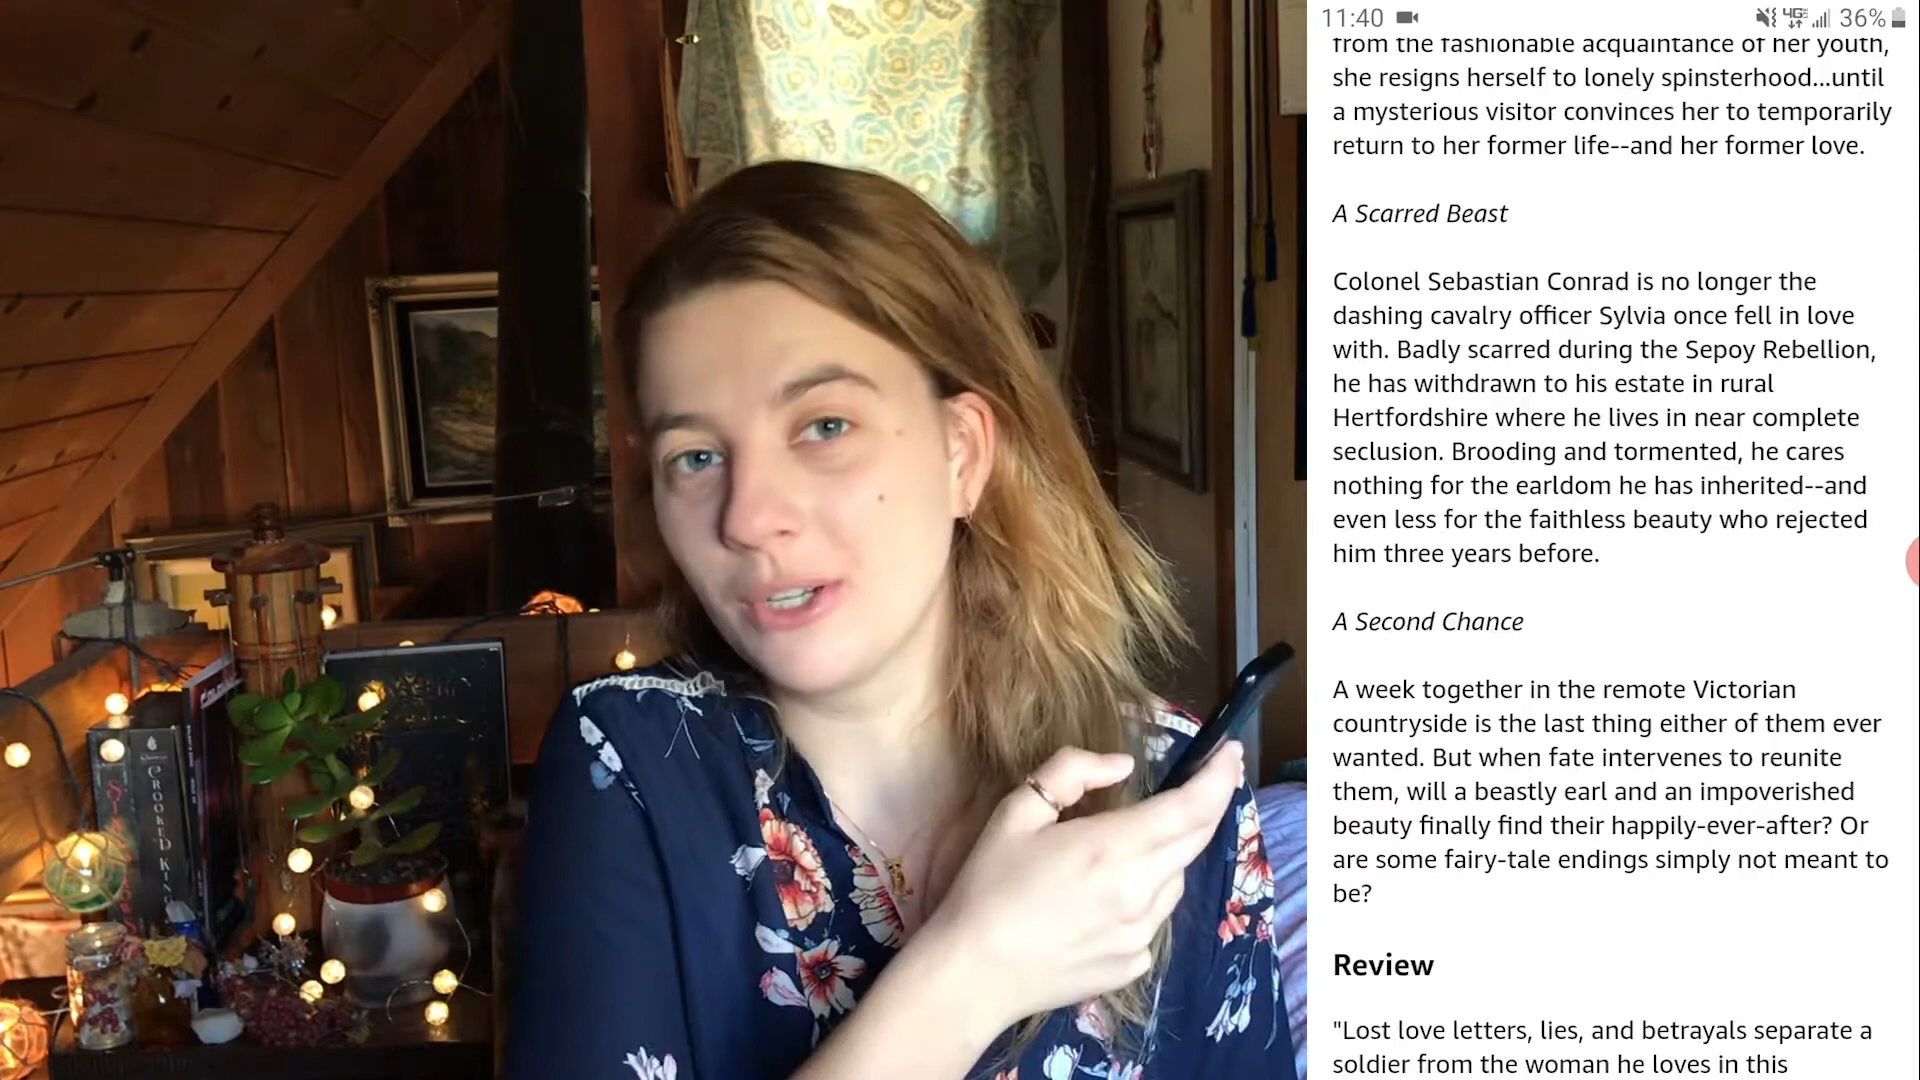 11:40
36%
from the fashionable acquaintance of her youth,
she resigns herself to lonely spinsterhood...until
a mysterious visitor convinces her to temporarily
return to her former life--and her former love.
A Scarred Beast
Colonel Sebastian Conrad is no longer the
dashing cavalry officer Sylvia once fell in love
with. Badly scarred during the Sepoy Rebellion,
he has withdrawn to his estate in rural
Hertfordshire where he lives in near complete
seclusion. Brooding and tormented, he cares
nothing for the earldom he has inherited--and
even less for the faithless beauty who rejected
him three years before.
A Second Chance
A week together in the remote Victorian
countryside is the last thing either of them ever
wanted. But when fate intervenes to reunite
them, will a beastly earl and an impoverished
beauty finally find their happily-ever-after? Or
are some fairy-tale endings simply not meant to
be?
Review
"Lost love letters, lies, and betrayals separate a
soldier from the woman he loves in this
CROOKED